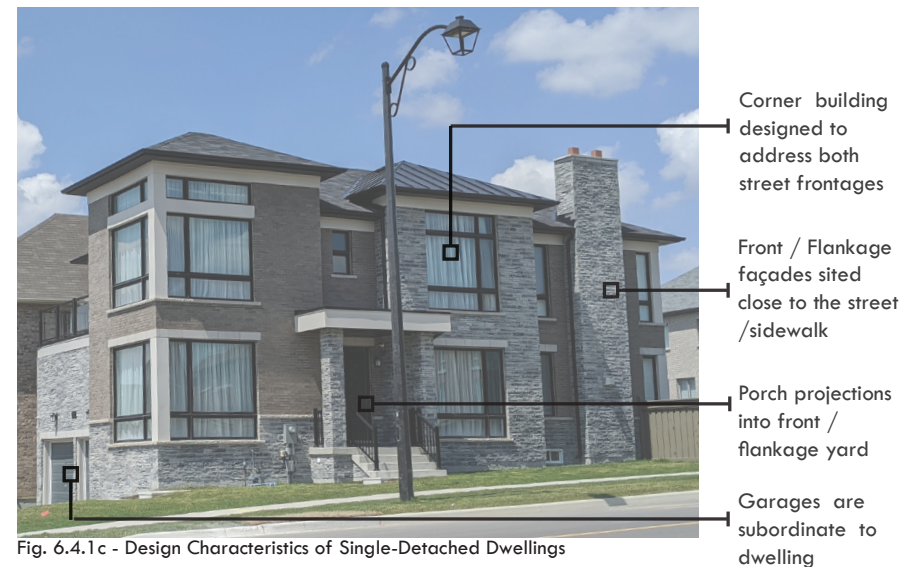 Corner building
designed to
address both
street frontages
Front / Flankage
façades sited
close to the street
/sidewalk
Porch projections
into front /
flankage yard
Garages are
subordinate to
dwelling
Fig. 6.4.1c - Design Characteristics of Single-Detached Dwellings